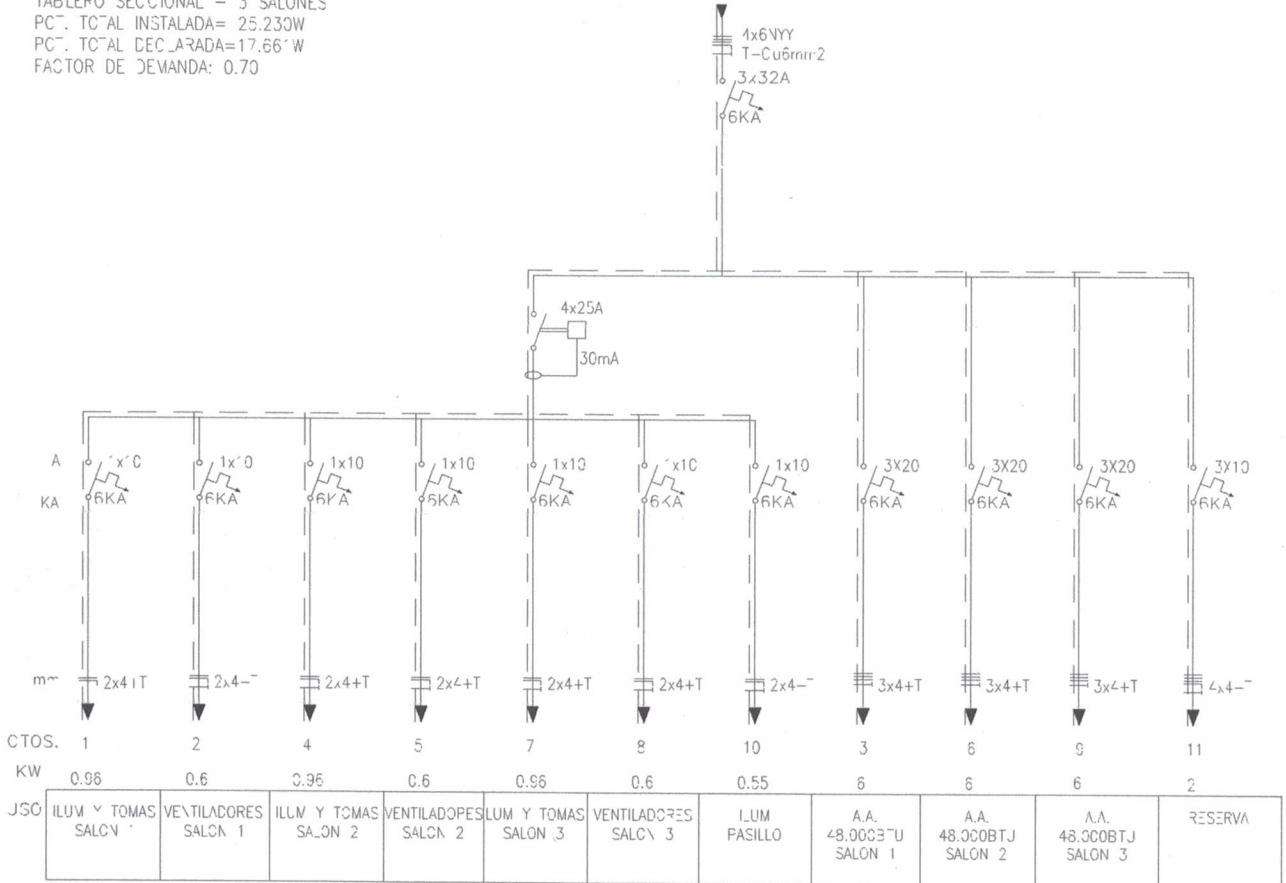 TABLERO SECCIONAL - 3 SALONES
POT. TOTAL INSTALADA= 25.230W
POT. TOTAL DECLARADA=17.661W
FACTOR DE DEMANDA: 0.70
4x6NYY
T-Cu6mm2
3x32A
6KA
4x25A
30mA
A 1x10 1x10 1x10 1x10 1x10 1x10 1x10 3X20 3X20 3X20 3X10
KA 6KA 6KA 6KA 6KA 6KA 6KA 6KA 6KA 6KA 6KA 6KA
2x4+T 2x4-T 2x4+T 2x4+T 2x4+T 2x4+T 2x4-T 3x4+T 3x4+T 3x4+T 4x4-T
CTOS. 1 2 4 5 7 8 10 3 6 9 11
KW 0.96 0.6 0.96 0.6 0.96 0.6 0.55 6 6 6 2
USO ILUM Y TOMAS VENTILADORES ILUM Y TOMAS VENTILADORES ILUM Y TOMAS VENTILADORES ILUM A.A. A.A. A.A. RESERVA
SALON 1 SALON 1 SALON 2 SALON 2 SALON 3 SALON 3 PASILLO 48.000BTU 48.000BTU 48.000BTU
SALON 1 SALON 2 SALON 3